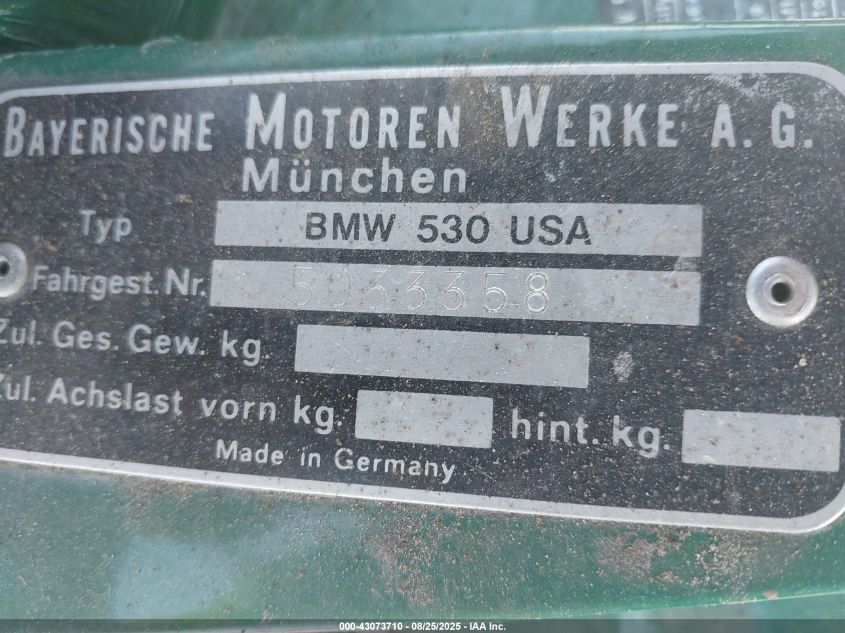 BAYERISCHE MOTOREN WERKE A. G.
München
Typ BMW 530 USA
Fahrgest. Nr. 5033358
Zul. Ges. Gew. kg
Zul. Achslast vorn kg. hint. kg.
Made in Germany
000-43073710 - 08/25/2025 - IAA Inc.